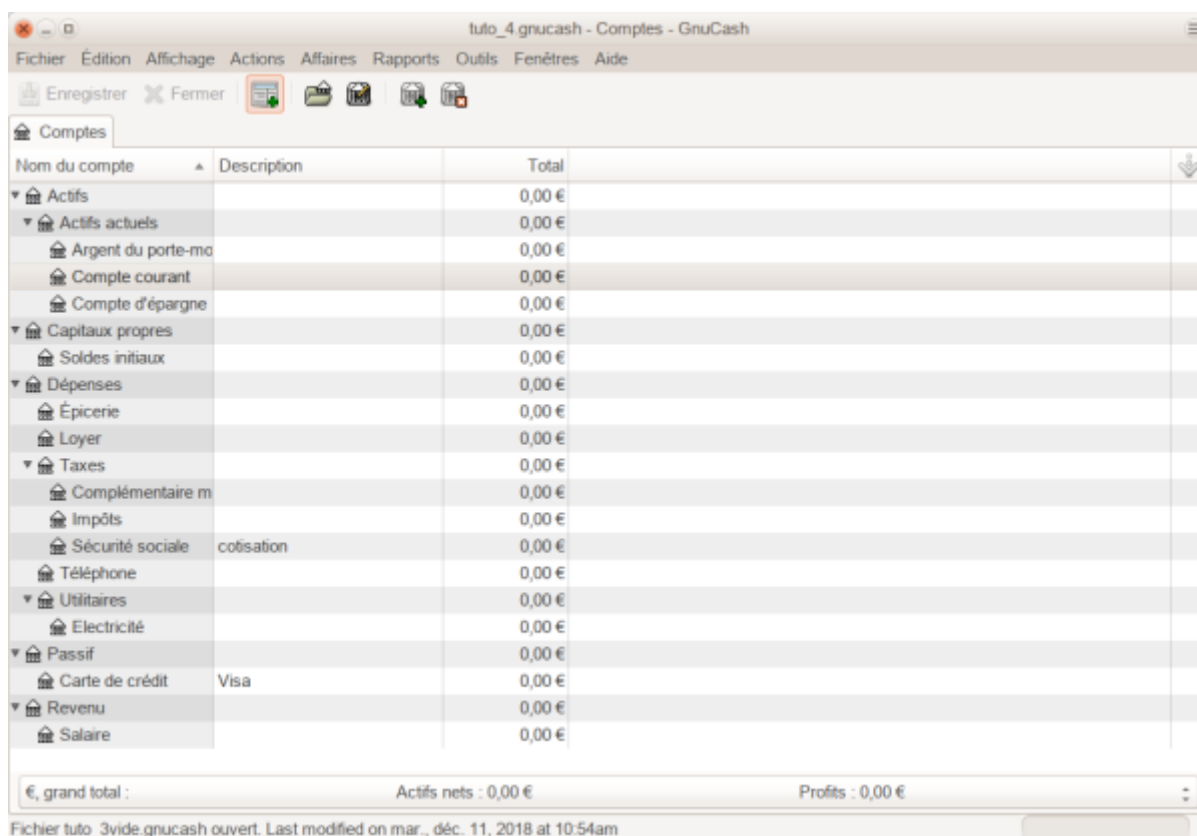 tuto_4.gnucash - Comptes - GnuCash
Fichier Édition Affichage Actions Affaires Rapports Outils Fenêtres Aide
Enregistrer Fermer
Comptes
Nom du compte Description Total
Actifs 0,00 €
Actifs actuels 0,00 €
Argent du porte-mo 0,00 €
Compte courant 0,00 €
Compte d'épargne 0,00 €
Capitaux propres 0,00 €
Soldes initiaux 0,00 €
Dépenses 0,00 €
Épicerie 0,00 €
Loyer 0,00 €
Taxes 0,00 €
Complémentaire m 0,00 €
Impôts 0,00 €
Sécurité sociale cotisation 0,00 €
Téléphone 0,00 €
Utilitaires 0,00 €
Electricité 0,00 €
Passif 0,00 €
Carte de crédit Visa 0,00 €
Revenu 0,00 €
Salaire 0,00 €
€, grand total : Actifs nets : 0,00 € Profits : 0,00 €
Fichier tuto_3vide.gnucash ouvert. Last modified on mar., déc. 11, 2018 at 10:54am